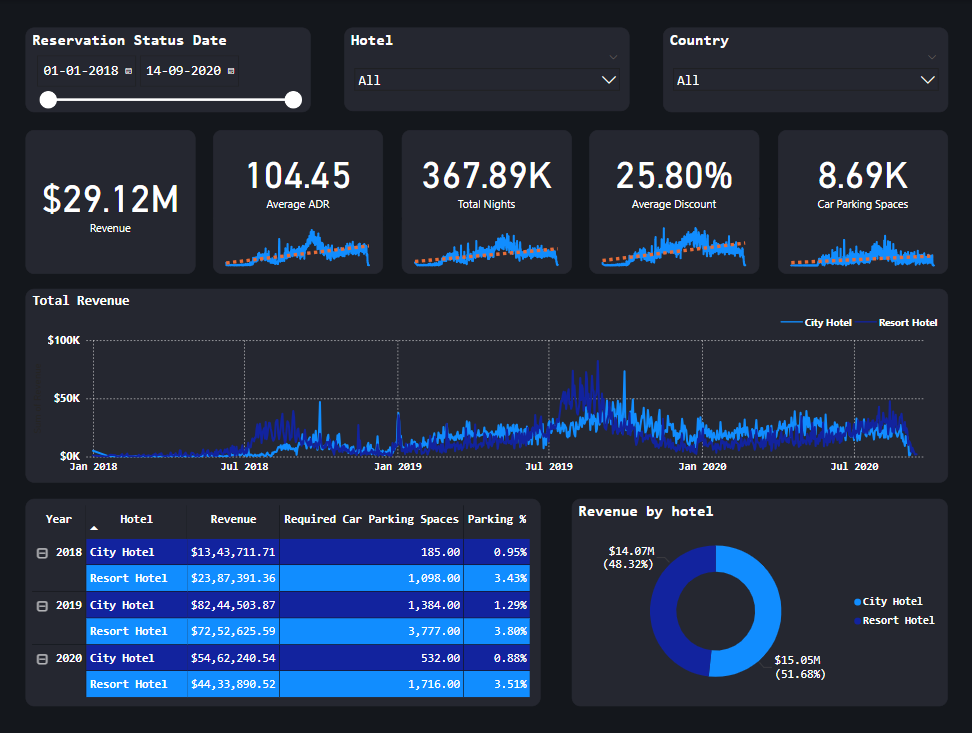 Reservation Status Date
01-01-2018 14-09-2020
Hotel
All
Country
All
$29.12M
Revenue
104.45
Average ADR
367.89K
Total Nights
25.80%
Average Discount
8.69K
Car Parking Spaces
Total Revenue
City Hotel Resort Hotel
$100K
$50K
$0K
Jan 2018 Jul 2018 Jan 2019 Jul 2019 Jan 2020 Jul 2020
Year Hotel Revenue Required Car Parking Spaces Parking %
2018 City Hotel $13,43,711.71 185.00 0.95%
Resort Hotel $23,87,391.36 1,098.00 3.43%
2019 City Hotel $82,44,503.87 1,384.00 1.29%
Resort Hotel $72,52,625.59 3,777.00 3.80%
2020 City Hotel $54,62,240.54 532.00 0.88%
Resort Hotel $44,33,890.52 1,716.00 3.51%
Revenue by hotel
$14.07M
(48.32%)
City Hotel
Resort Hotel
$15.05M
(51.68%)